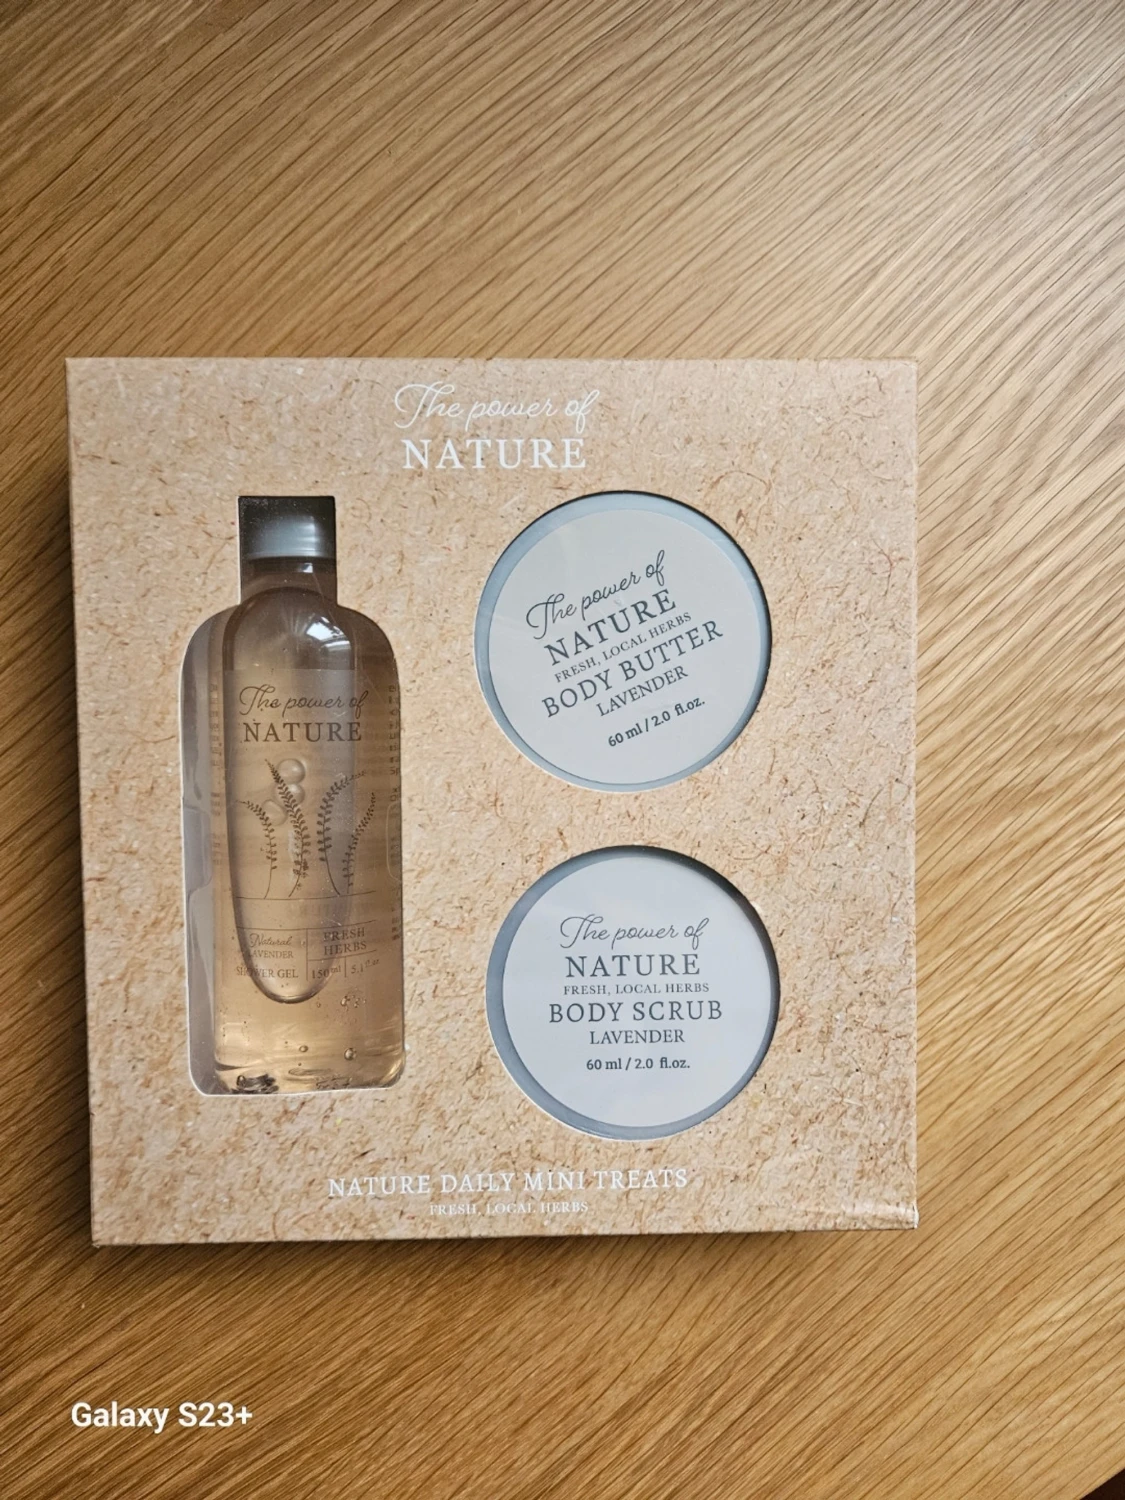 The power of
NATURE
The power of
NATURE
Natural
LAVENDER
SHOWER GEL
FRESH
HERBS
150ml
The power of
NATURE
FRESH, LOCAL HERBS
BODY BUTTER
LAVENDER
60 ml / 2.0 fl.oz.
The power of
NATURE
FRESH, LOCAL HERBS
BODY SCRUB
LAVENDER
60 ml / 2.0 fl.oz.
NATURE DAILY MINI TREATS
FRESH, LOCAL HERBS
Galaxy S23+